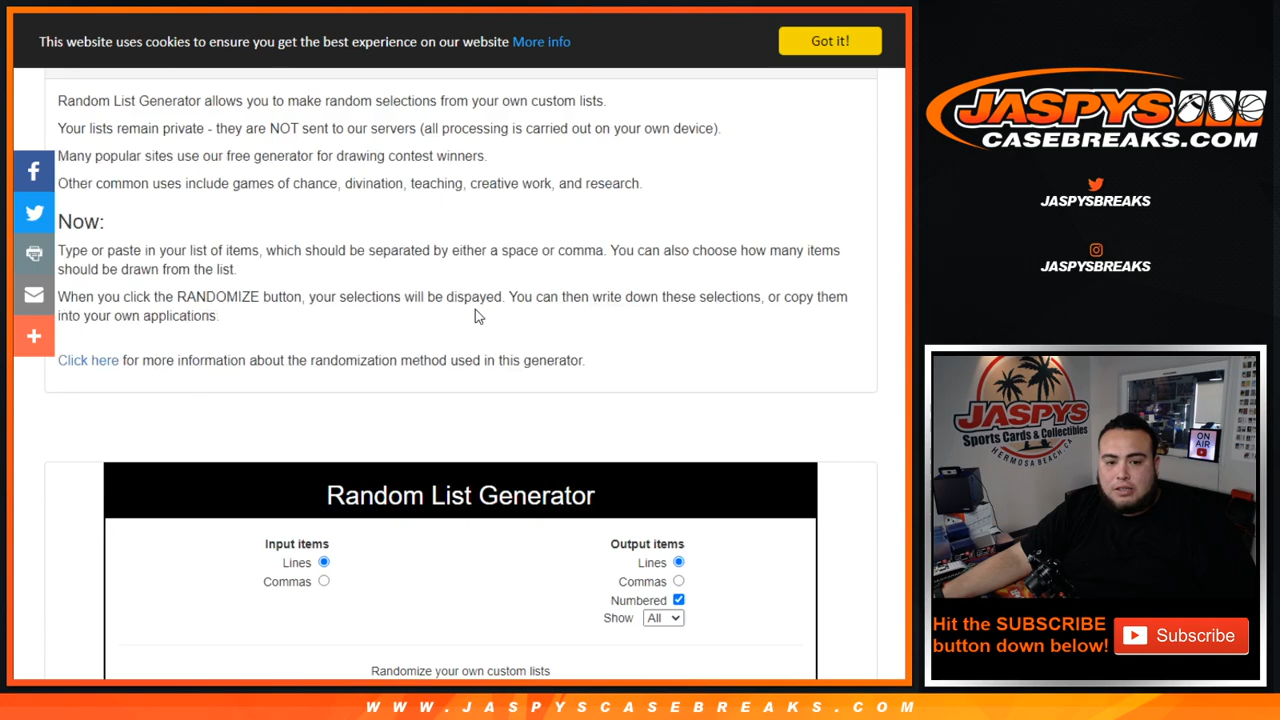 This website uses cookies to ensure you get the best experience on our website More info
Got it!
Random List Generator allows you to make random selections from your own custom lists.
Your lists remain private - they are NOT sent to our servers (all processing is carried out on your own device).
Many popular sites use our free generator for drawing contest winners.
Other common uses include games of chance, divination, teaching, creative work, and research.
Now:
Type or paste in your list of items, which should be separated by either a space or comma. You can also choose how many items
should be drawn from the list.
When you click the RANDOMIZE button, your selections will be dispayed. You can then write down these selections, or copy them
into your own applications.
Click here for more information about the randomization method used in this generator.
Random List Generator
Input items
Lines
Commas
Output items
Lines
Commas
Numbered
Show All
Randomize your own custom lists
JASPYS
CASEBREAKS.COM
JASPYSBREAKS
JASPYSBREAKS
JASPYS
Sports Cards & Collectibles
HERMOSA BEACH, CA
ON
AIR
Hit the SUBSCRIBE
button down below!
Subscribe
WWW.JASPYSCASEBREAKS.COM